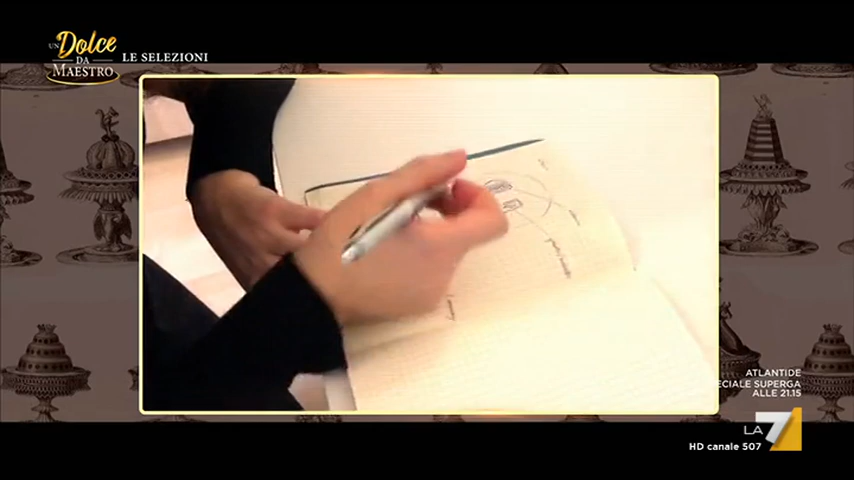 UN
Dolce
DA
MAESTRO
LE SELEZIONI
ATLANTIDE
ECIALE SUPERGA
ALLE 21.15
LA7
HD canale 507